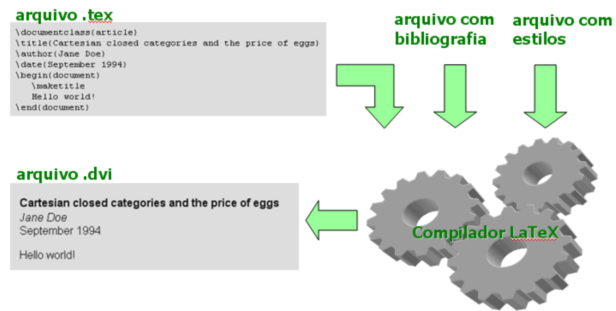 arquivo .tex
\documentclass(article)
\title(Cartesian closed categories and the price of eggs)
\author(Jane Doe)
\date(September 1994)
\begin(document)
\maketitle
Hello world!
\end(document)
arquivo com
bibliografia
arquivo com
estilos
arquivo .dvi
Cartesian closed categories and the price of eggs
Jane Doe
September 1994
Hello world!
Compilador LaTeX